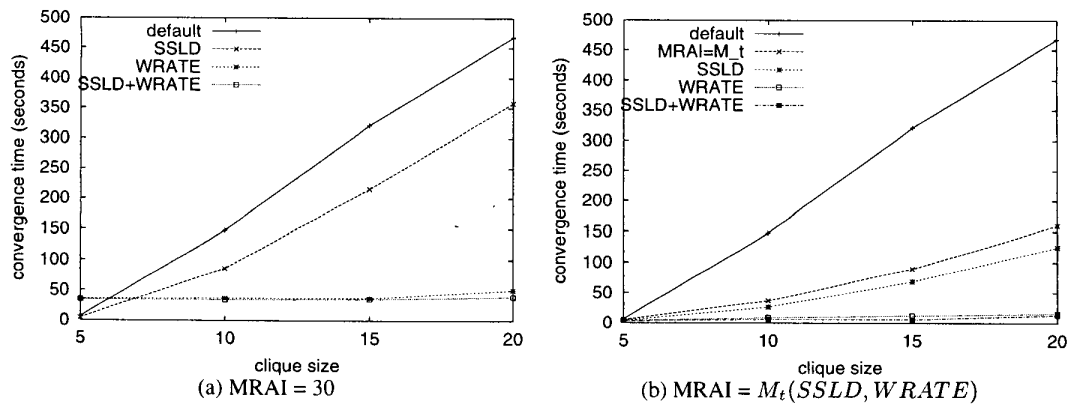 500
450
400
350
300
250
200
150
100
50
0
convergence time (seconds)
default
SSLD
WRATE
SSLD+WRATE
5
10
15
20
clique size
(a) MRAI = 30
500
450
400
350
300
250
200
150
100
50
0
convergence time (seconds)
default
MRAI=M_t
SSLD
WRATE
SSLD+WRATE
5
10
15
20
clique size
(b) MRAI = M_t(SSLD, WRATE)